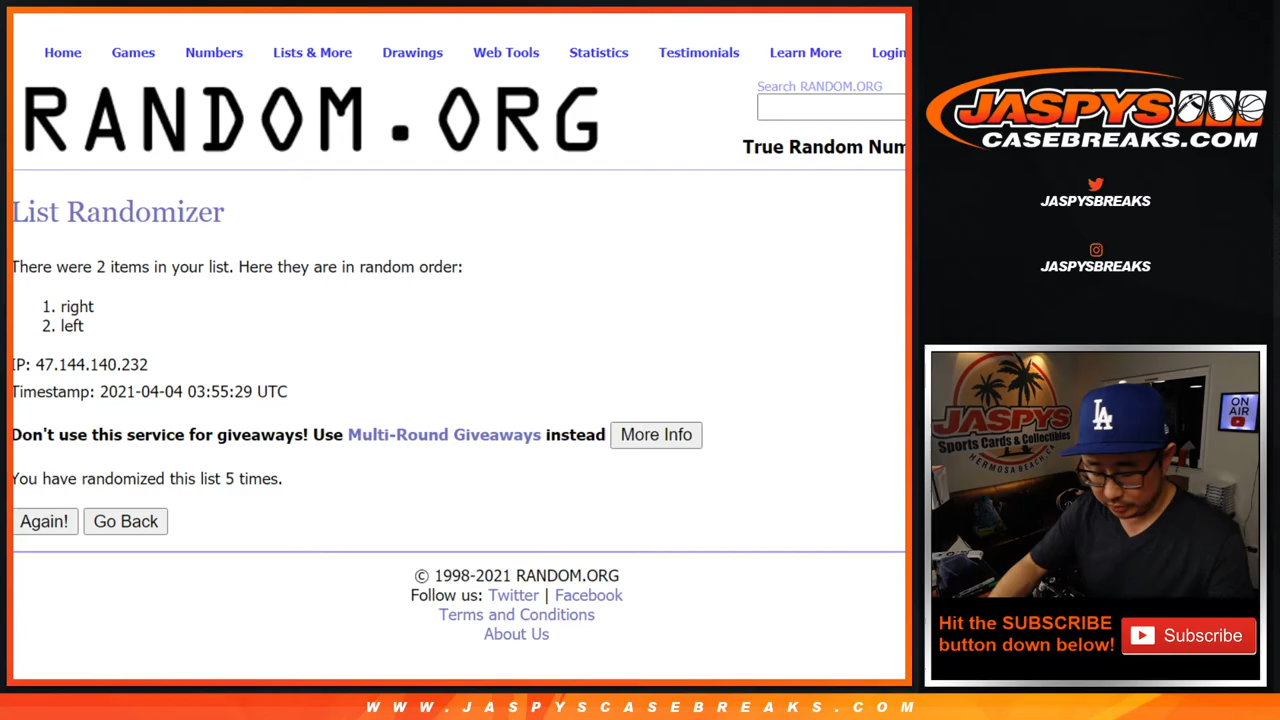 Home Games Numbers Lists & More Drawings Web Tools Statistics Testimonials Learn More Login
RANDOM.ORG
Search RANDOM.ORG
True Random Num
List Randomizer
There were 2 items in your list. Here they are in random order:
1. right
2. left
IP: 47.144.140.232
Timestamp: 2021-04-04 03:55:29 UTC
Don't use this service for giveaways! Use Multi-Round Giveaways instead More Info
You have randomized this list 5 times.
Again! Go Back
© 1998-2021 RANDOM.ORG
Follow us: Twitter | Facebook
Terms and Conditions
About Us
JASPYS
CASEBREAKS.COM
JASPYSBREAKS
JASPYSBREAKS
JASPYS
Sports Cards & Collectibles
HERMOSA BEACH, CA
LA
ON
AIR
Hit the SUBSCRIBE
button down below!
Subscribe
WWW.JASPYSCASEBREAKS.COM